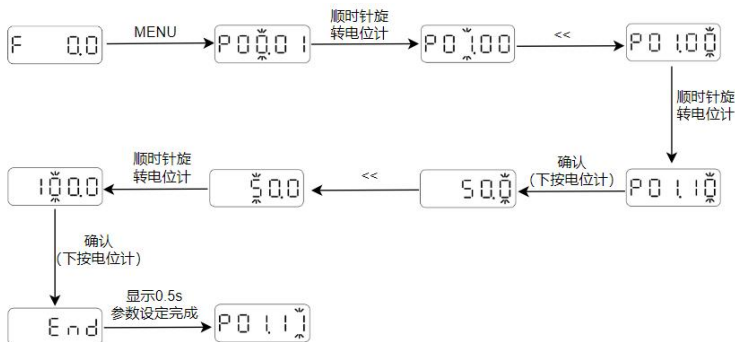 F 0.0
MENU
P00.01
顺时针旋
转电位计
P01.00
<<
P01.00
顺时针旋
转电位计
P01.10
确认
(下按电位计)
50.0
<<
50.0
顺时针旋
转电位计
100.0
确认
(下按电位计)
End
显示0.5s
参数设定完成
P01.11